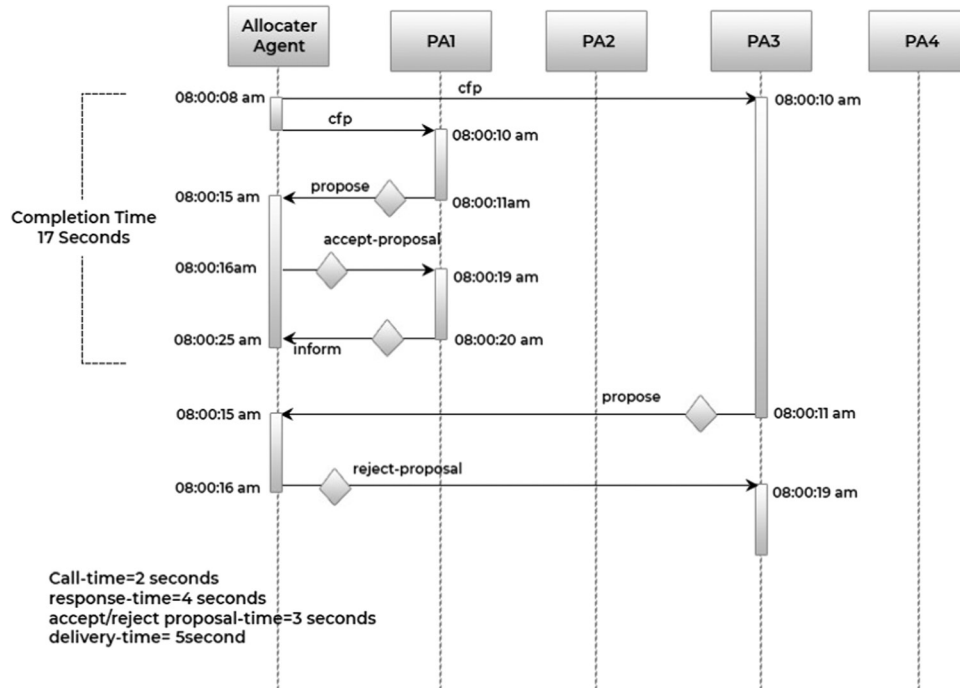 Allocater
Agent
PA1
PA2
PA3
PA4
cfp
08:00:08 am
08:00:10 am
cfp
08:00:10 am
propose
08:00:15 am
08:00:11am
Completion Time
17 Seconds
accept-proposal
08:00:16am
08:00:19 am
08:00:25 am
08:00:20 am
inform
propose
08:00:15 am
08:00:11 am
reject-proposal
08:00:16 am
08:00:19 am
Call-time=2 seconds
response-time=4 seconds
accept/reject proposal-time=3 seconds
delivery-time= 5second